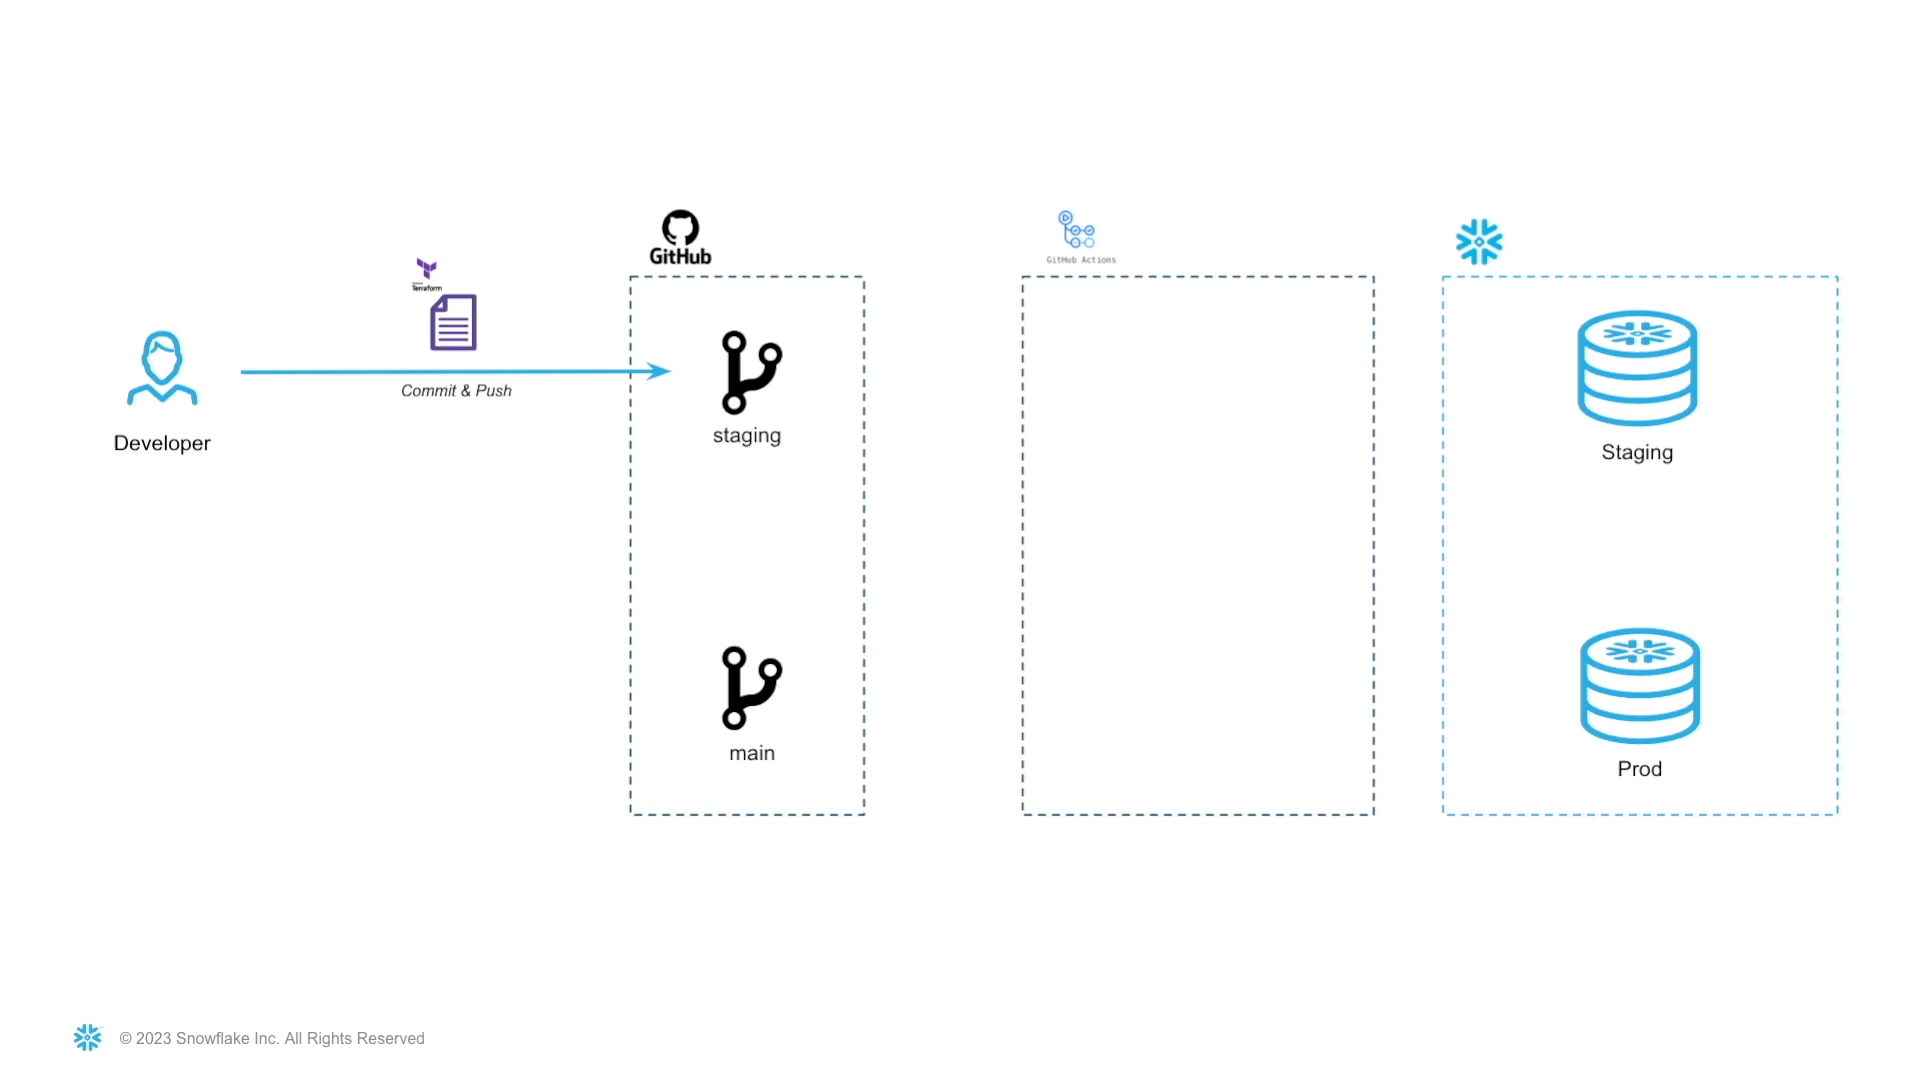 GitHub
GitHub Actions
Terraform
Commit & Push
Developer
staging
Staging
main
Prod
© 2023 Snowflake Inc. All Rights Reserved